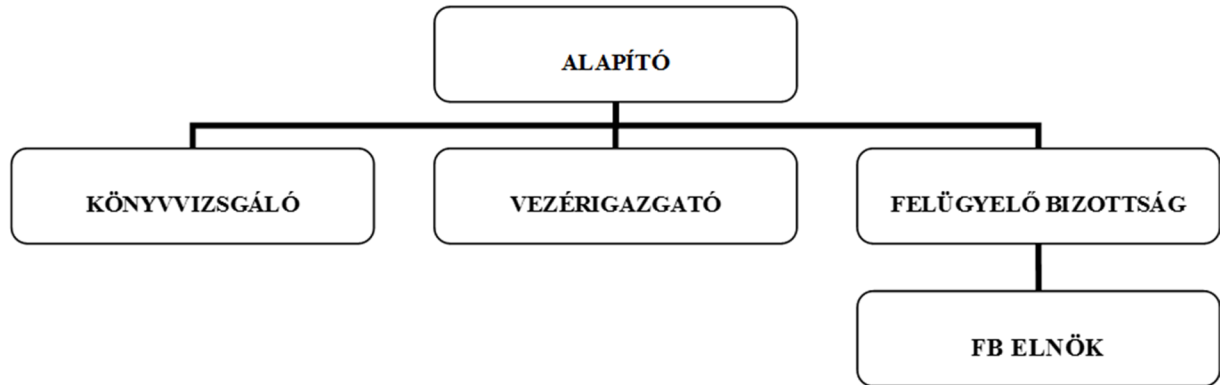 ALAPÍTÓ
KÖNYVVIZSGÁLÓ
VEZÉRIGAZGATÓ
FELÜGYELŐ BIZOTTSÁG
FB ELNÖK